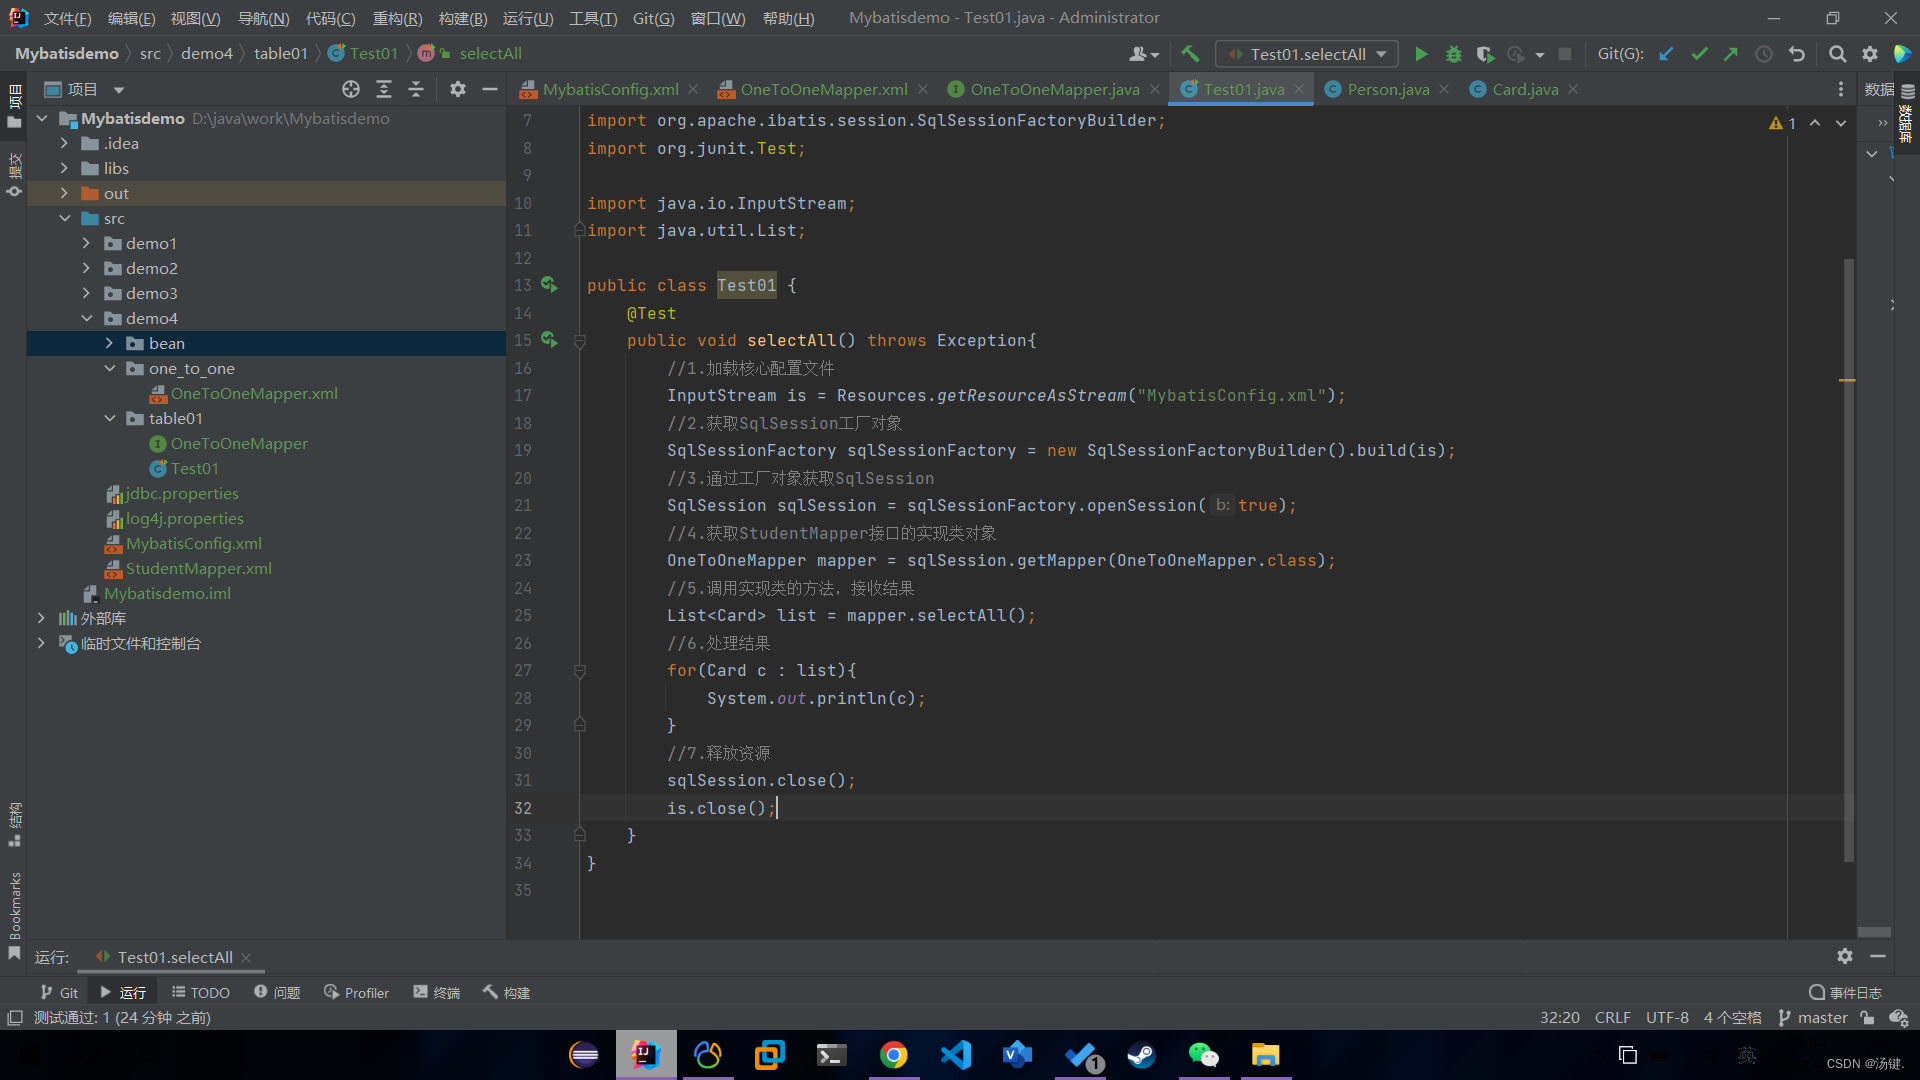 文件(F) 编辑(E) 视图(V) 导航(N) 代码(C) 重构(R) 构建(B) 运行(U) 工具(T) Git(G) 窗口(W) 帮助(H) Mybatisdemo - Test01.java - Administrator
Mybatisdemo src demo4 table01 Test01 selectAll Test01.selectAll Git(G):
项目 MybatisConfig.xml OneToOneMapper.xml OneToOneMapper.java Test01.java Person.java Card.java 数据
项目
提交
结构
Bookmarks
Mybatisdemo D:\java\work\Mybatisdemo
.idea
libs
out
src
demo1
demo2
demo3
demo4
bean
one_to_one
OneToOneMapper.xml
table01
OneToOneMapper
Test01
jdbc.properties
log4j.properties
MybatisConfig.xml
StudentMapper.xml
Mybatisdemo.iml
外部库
临时文件和控制台
7 import org.apache.ibatis.session.SqlSessionFactoryBuilder;
8 import org.junit.Test;
9
10 import java.io.InputStream;
11 import java.util.List;
12
13 public class Test01 {
14 @Test
15 public void selectAll() throws Exception{
16 //1.加载核心配置文件
17 InputStream is = Resources.getResourceAsStream("MybatisConfig.xml");
18 //2.获取SqlSession工厂对象
19 SqlSessionFactory sqlSessionFactory = new SqlSessionFactoryBuilder().build(is);
20 //3.通过工厂对象获取SqlSession
21 SqlSession sqlSession = sqlSessionFactory.openSession( b: true);
22 //4.获取StudentMapper接口的实现类对象
23 OneToOneMapper mapper = sqlSession.getMapper(OneToOneMapper.class);
24 //5.调用实现类的方法，接收结果
25 List<Card> list = mapper.selectAll();
26 //6.处理结果
27 for(Card c : list){
28 System.out.println(c);
29 }
30 //7.释放资源
31 sqlSession.close();
32 is.close();
33 }
34 }
35
1
数据库
运行: Test01.selectAll
Git 运行 TODO 问题 Profiler 终端 构建 事件日志
测试通过: 1 (24 分钟 之前) 32:20 CRLF UTF-8 4 个空格 master
1
英
CSDN @汤键.